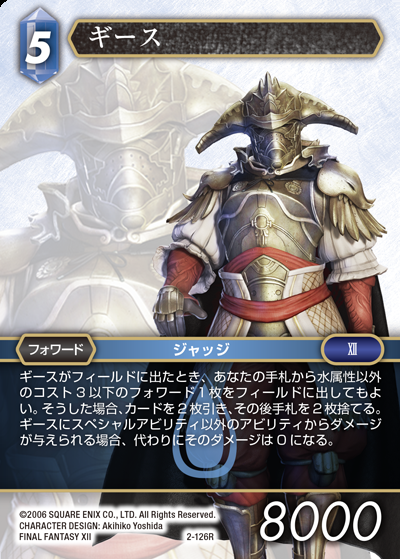 5
ギース
フォワード
ジャッジ
XII
ギースがフィールドに出たとき、あなたの手札から水属性以外
のコスト3以下のフォワード1枚をフィールドに出してもよ
い。そうした場合、カードを2枚引き、その後手札を2枚捨てる。
ギースにスペシャルアビリティ以外のアビリティからダメージ
が与えられる場合、代わりにそのダメージは0になる。
©2006 SQUARE ENIX CO., LTD. All Rights Reserved.
CHARACTER DESIGN: Akihiko Yoshida
FINAL FANTASY XII
2-126R
8000